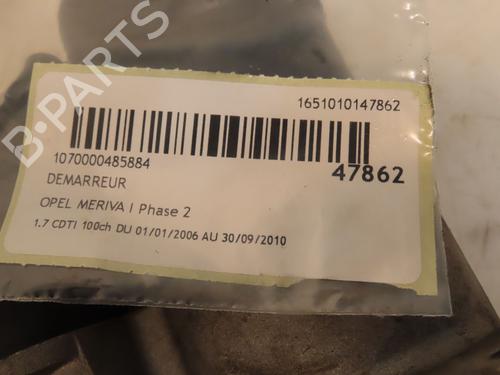 1651010147862
1070000485884
47862
DEMARREUR
OPEL MERIVA I Phase 2
1.7 CDTI 100ch DU 01/01/2006 AU 30/09/2010
B-PARTS